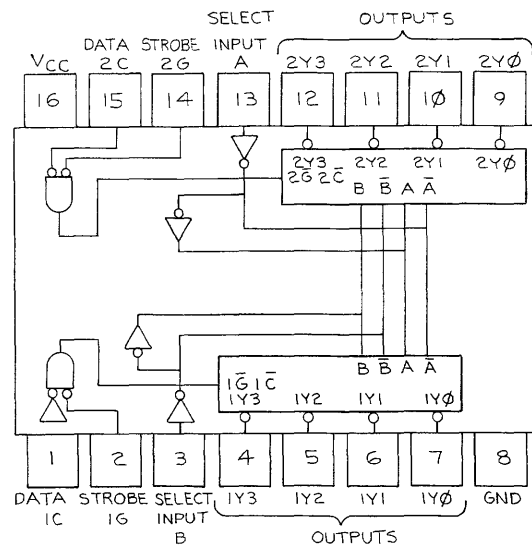 SELECT OUTPUTS
DATA STROBE INPUT
VCC 2C 2G A 2Y3 2Y2 2Y1 2YØ
16 15 14 13 12 11 1Ø 9
2Y3 2Y2 2Y1 2YØ
2G̅ 2C̅ B B̅ A A̅
B B̅ A A̅
1G̅ 1C̅
1Y3 1Y2 1Y1 1YØ
1 2 3 4 5 6 7 8
DATA STROBE SELECT 1Y3 1Y2 1Y1 1YØ GND
1C 1G INPUT
B OUTPUTS